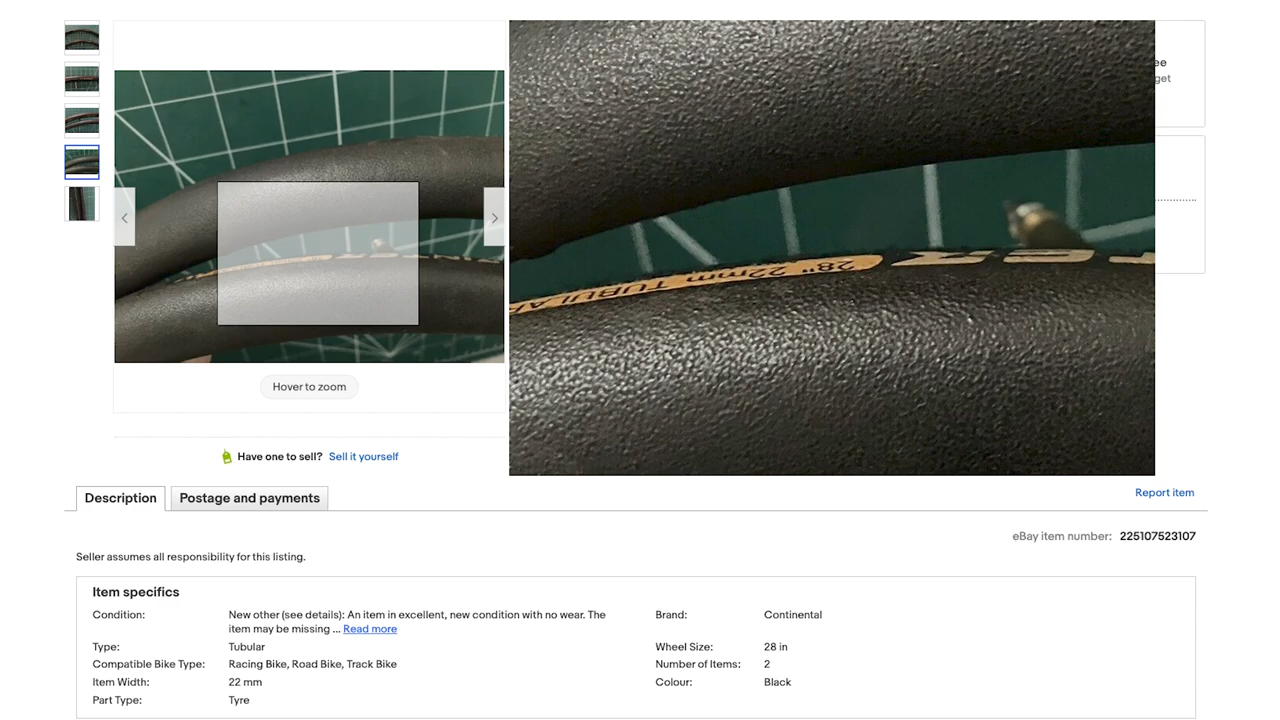 ee
get
28" 22mm TUBULAR
Hover to zoom
Have one to sell? Sell it yourself
Description
Postage and payments
Report item
eBay item number: 225107523107
Seller assumes all responsibility for this listing.
Item specifics
Condition: New other (see details): An item in excellent, new condition with no wear. The item may be missing ... Read more
Brand: Continental
Type: Tubular
Wheel Size: 28 in
Compatible Bike Type: Racing Bike, Road Bike, Track Bike
Number of Items: 2
Item Width: 22 mm
Colour: Black
Part Type: Tyre